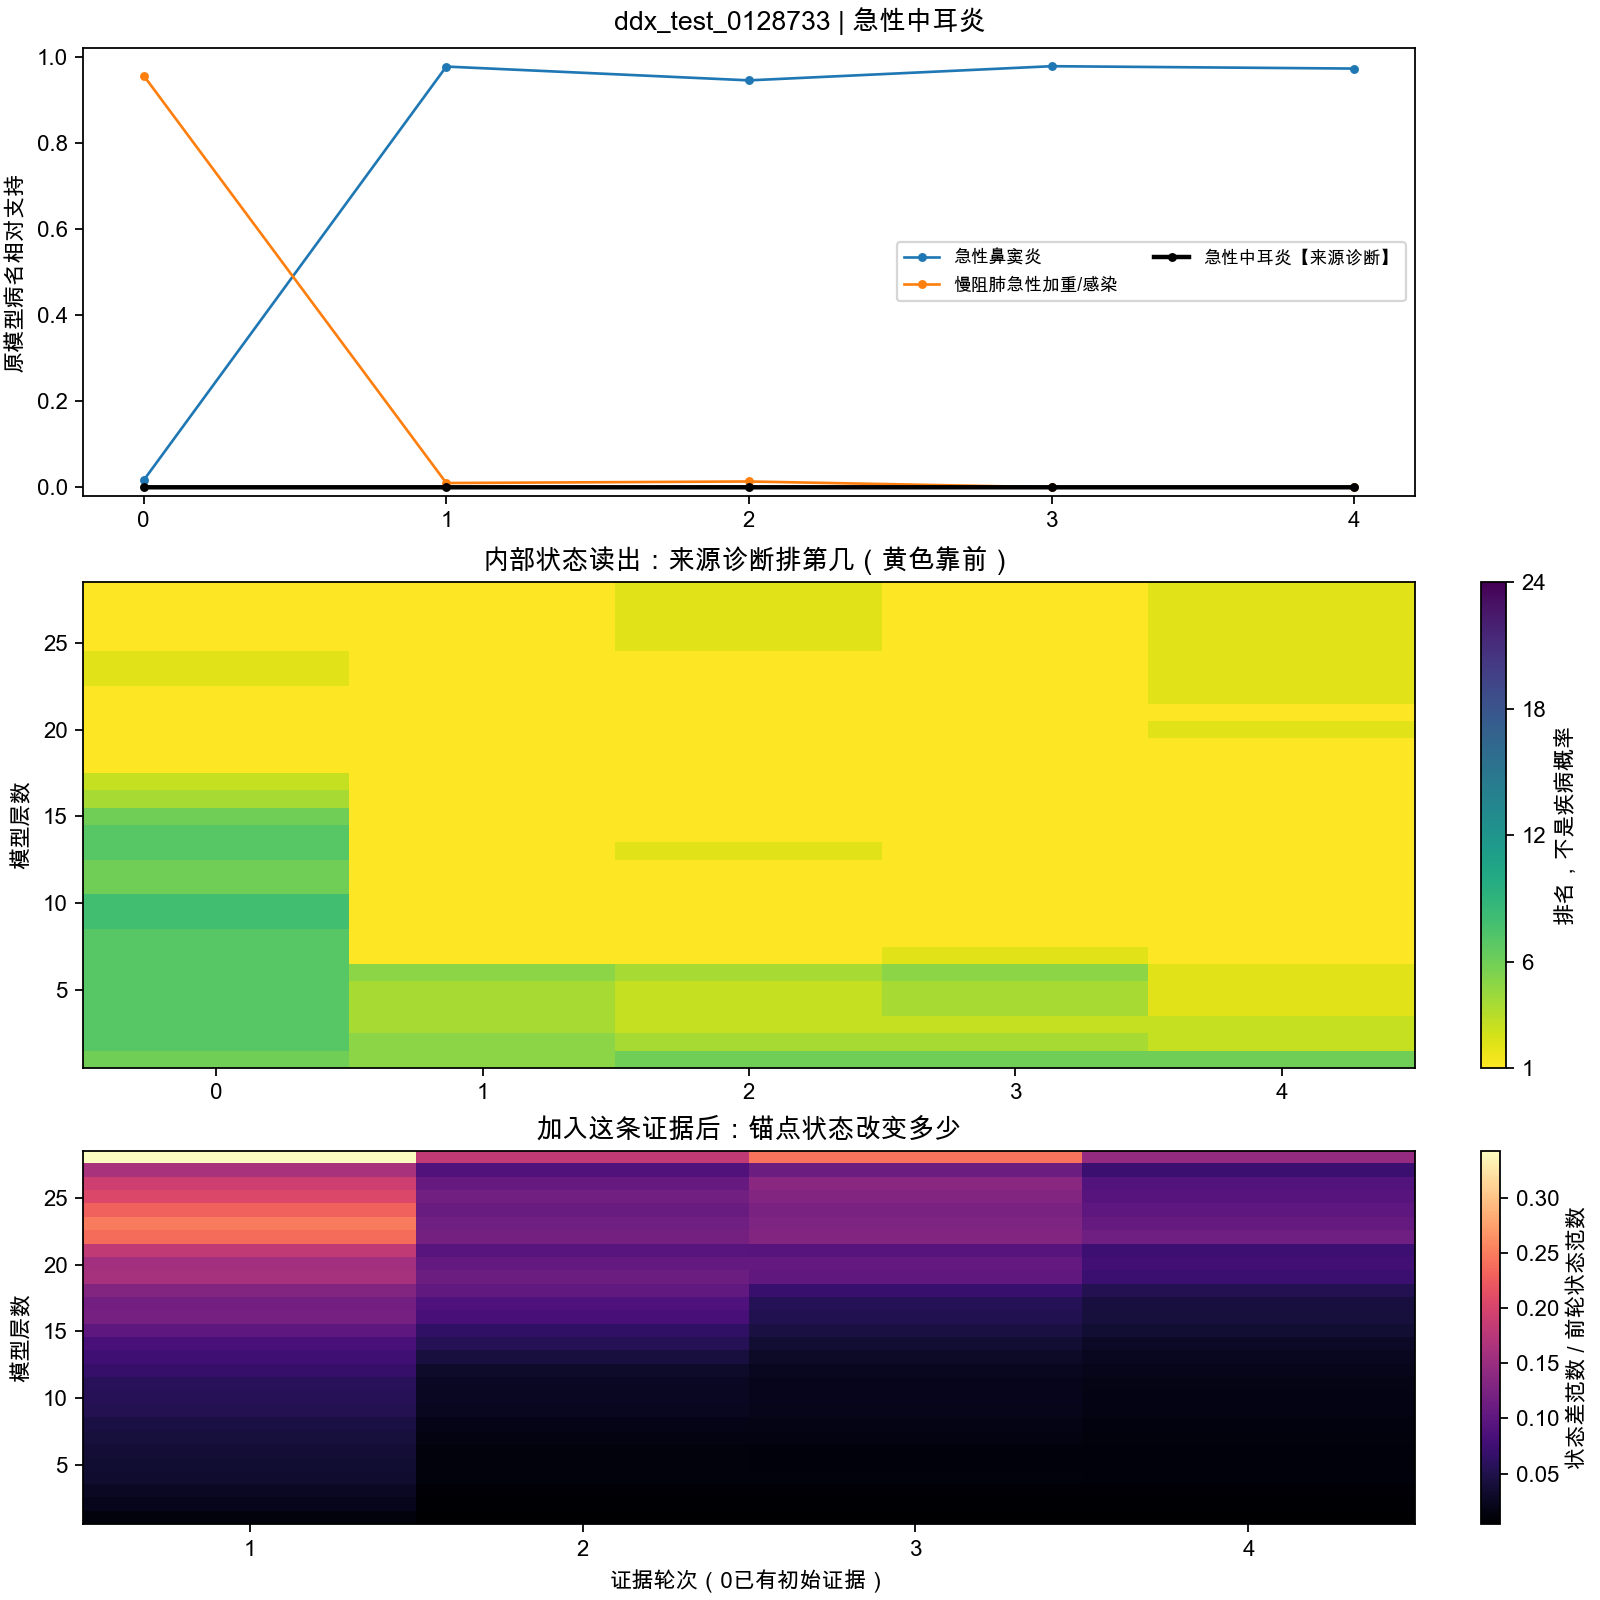 ddx_test_0128733 | 急性中耳炎
原模型病名相对支持
1.0
0.8
0.6
0.4
0.2
0.0
急性鼻窦炎
慢阻肺急性加重/感染
急性中耳炎【来源诊断】
0 1 2 3 4
内部状态读出：来源诊断排第几（黄色靠前）
模型层数
25
20
15
10
5
0 1 2 3 4
24
18
12
6
1
排名，不是疾病概率
加入这条证据后：锚点状态改变多少
模型层数
25
20
15
10
5
1 2 3 4
证据轮次（0已有初始证据）
0.30
0.25
0.20
0.15
0.10
0.05
状态差范数 / 前轮状态范数